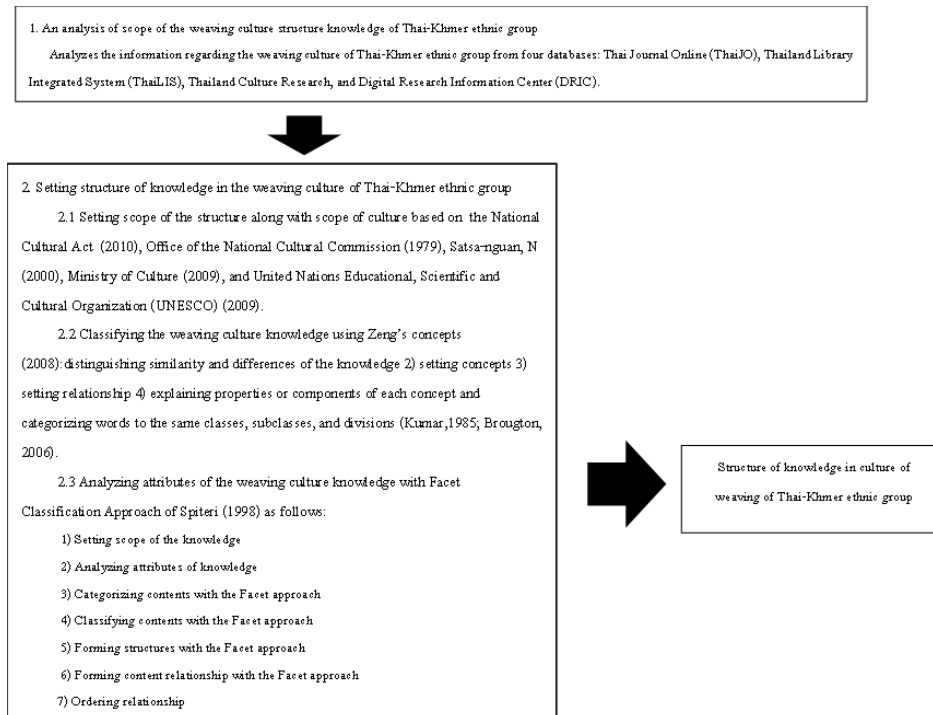 1. An analysis of scope of the weaving culture structure knowledge of Thai-Khmer ethnic group
Analyzes the information regarding the weaving culture of Thai-Khmer ethnic group from four databases: Thai Journal Online (ThaiJO), Thailand Library
Integrated System (ThaiLIS), Thailand Culture Research, and Digital Research Information Center (DRIC).
2. Setting structure of knowledge in the weaving culture of Thai-Khmer ethnic group
2.1 Setting scope of the structure along with scope of culture based on the National
Cultural Act (2010), Office of the National Cultural Commission (1979), Satsa-nguan, N
(2000), Ministry of Culture (2009), and United Nations Educational, Scientific and
Cultural Organization (UNESCO) (2009).
2.2 Classifying the weaving culture knowledge using Zeng's concepts
(2008): distinguishing similarity and differences of the knowledge 2) setting concepts 3)
setting relationship 4) explaining properties or components of each concept and
categorizing words to the same classes, subclasses, and divisions (Kumar,1985; Brougton,
2006).
2.3 Analyzing attributes of the weaving culture knowledge with Facet
Classification Approach of Spiteri (1998) as follows:
1) Setting scope of the knowledge
2) Analyzing attributes of knowledge
3) Categorizing contents with the Facet approach
4) Classifying contents with the Facet approach
5) Forming structures with the Facet approach
6) Forming content relationship with the Facet approach
7) Ordering relationship
Structure of knowledge in culture of
weaving of Thai-Khmer ethnic group